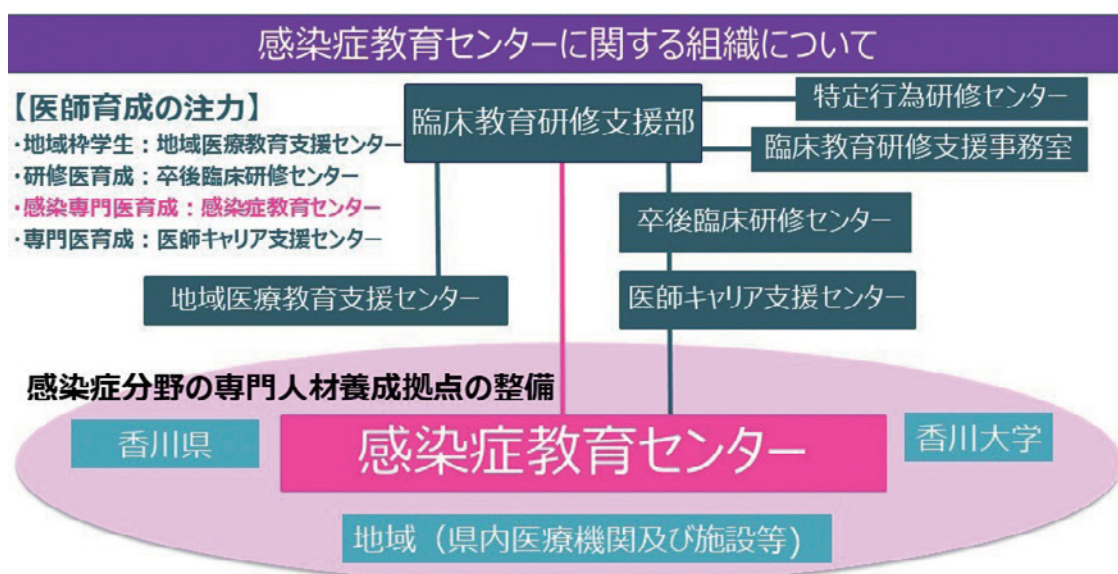 感染症教育センターに関する組織について
【医師育成の注力】
・地域枠学生：地域医療教育支援センター
・研修医育成：卒後臨床研修センター
・感染専門医育成：感染症教育センター
・専門医育成：医師キャリア支援センター
臨床教育研修支援部
特定行為研修センター
臨床教育研修支援事務室
卒後臨床研修センター
地域医療教育支援センター
医師キャリア支援センター
感染症分野の専門人材養成拠点の整備
香川県
感染症教育センター
香川大学
地域（県内医療機関及び施設等）